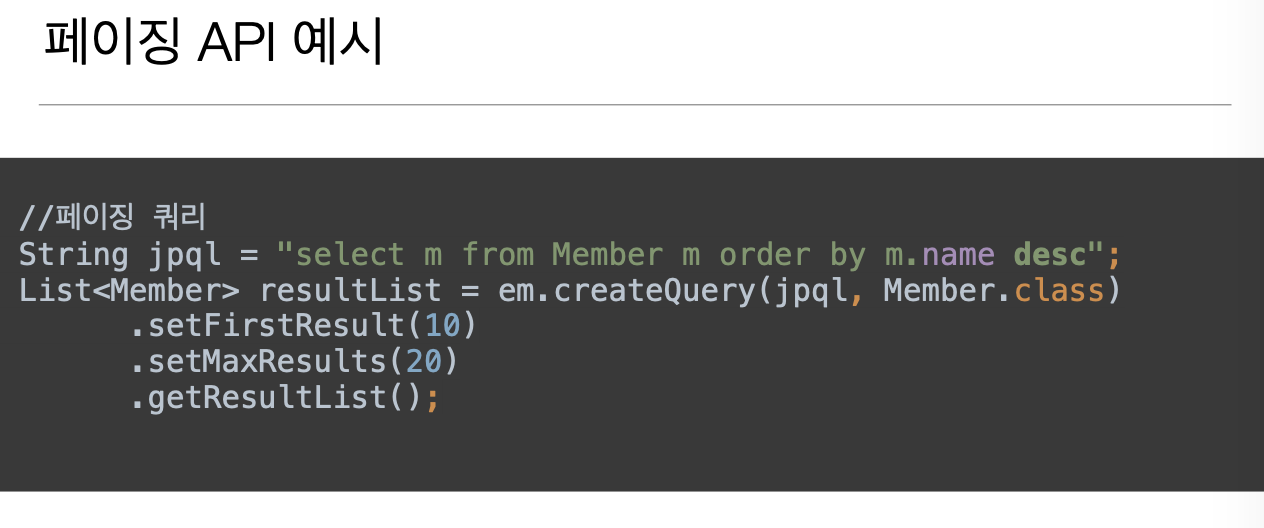 페이징 API 예시
//페이징 쿼리
String jpql = "select m from Member m order by m.name desc";
List<Member> resultList = em.createQuery(jpql, Member.class)
.setFirstResult(10)
.setMaxResults(20)
.getResultList();